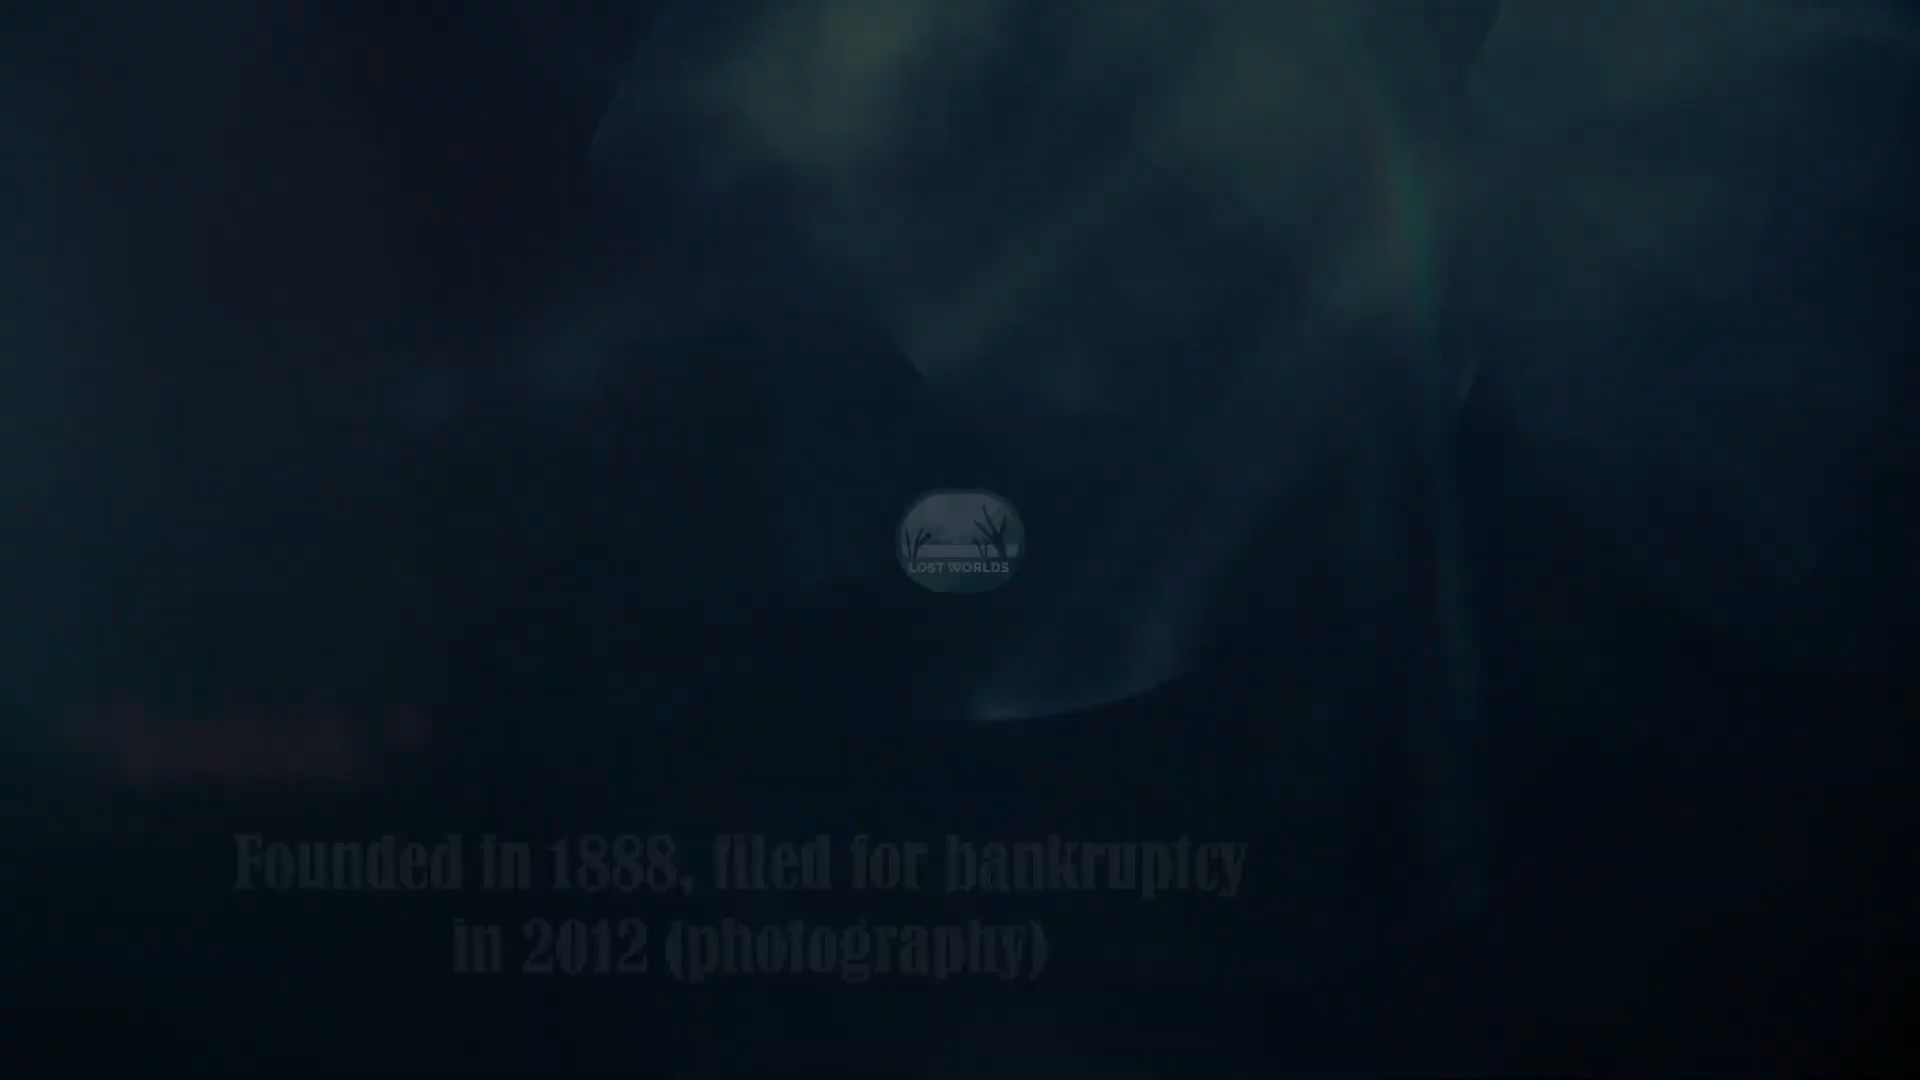 LOST WORLDS
Founded in 1888, filed for bankruptcy
in 2012 (photography)